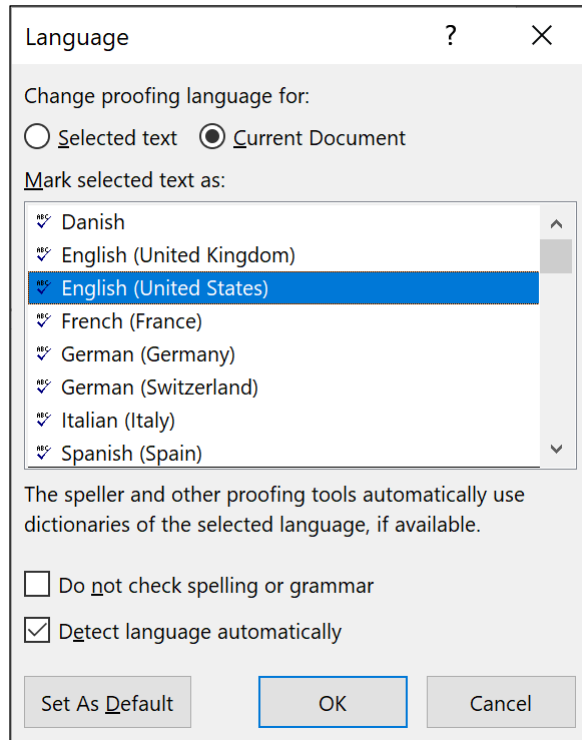 Language ? ✕
Change proofing language for:
Selected text Current Document
Mark selected text as:
Danish
English (United Kingdom)
English (United States)
French (France)
German (Germany)
German (Switzerland)
Italian (Italy)
Spanish (Spain)
The speller and other proofing tools automatically use
dictionaries of the selected language, if available.
Do not check spelling or grammar
Detect language automatically
Set As Default OK Cancel